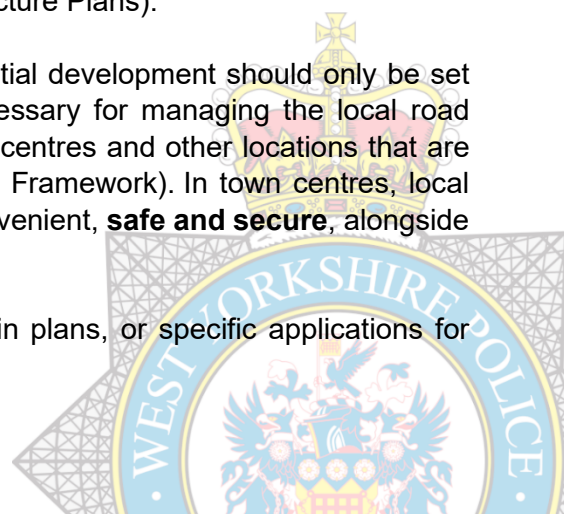 cture Plans).
tial development should only be set
essary for managing the local road
centres and other locations that are
Framework). In town centres, local
venient, safe and secure, alongside
in plans, or specific applications for
WEST YORKSHIRE POLICE